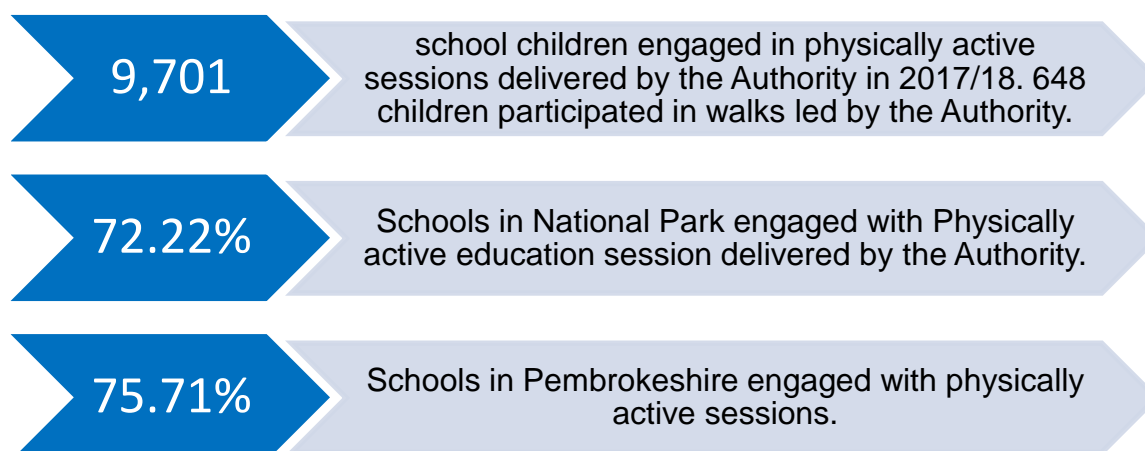 9,701
school children engaged in physically active
sessions delivered by the Authority in 2017/18. 648
children participated in walks led by the Authority.
72.22%
Schools in National Park engaged with Physically
active education session delivered by the Authority.
75.71%
Schools in Pembrokeshire engaged with physically
active sessions.